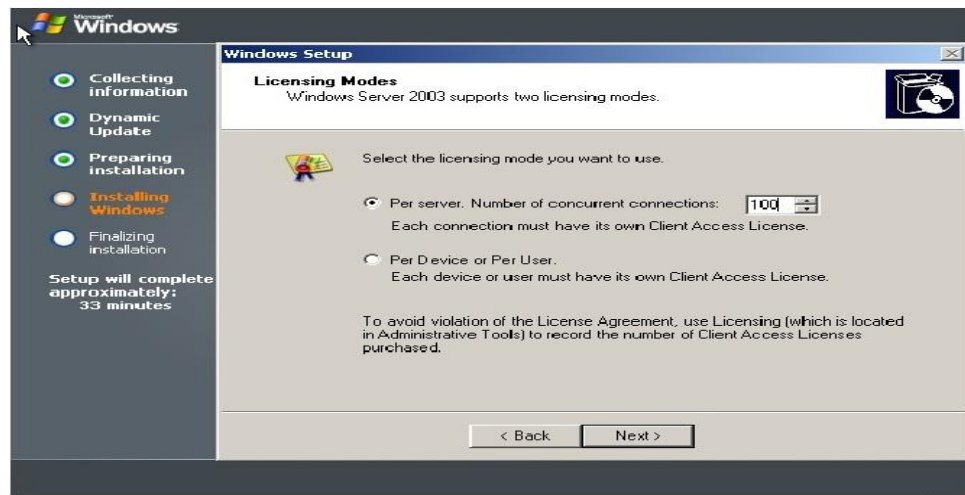 Microsoft
Windows
Collecting
information
Dynamic
Update
Preparing
installation
Installing
Windows
Finalizing
installation
Setup will complete
approximately:
33 minutes
Windows Setup
Licensing Modes
Windows Server 2003 supports two licensing modes.
Select the licensing mode you want to use.
Per server. Number of concurrent connections: 100
Each connection must have its own Client Access License.
Per Device or Per User.
Each device or user must have its own Client Access License.
To avoid violation of the License Agreement, use Licensing (which is located
in Administrative Tools) to record the number of Client Access Licenses
purchased.
< Back
Next >